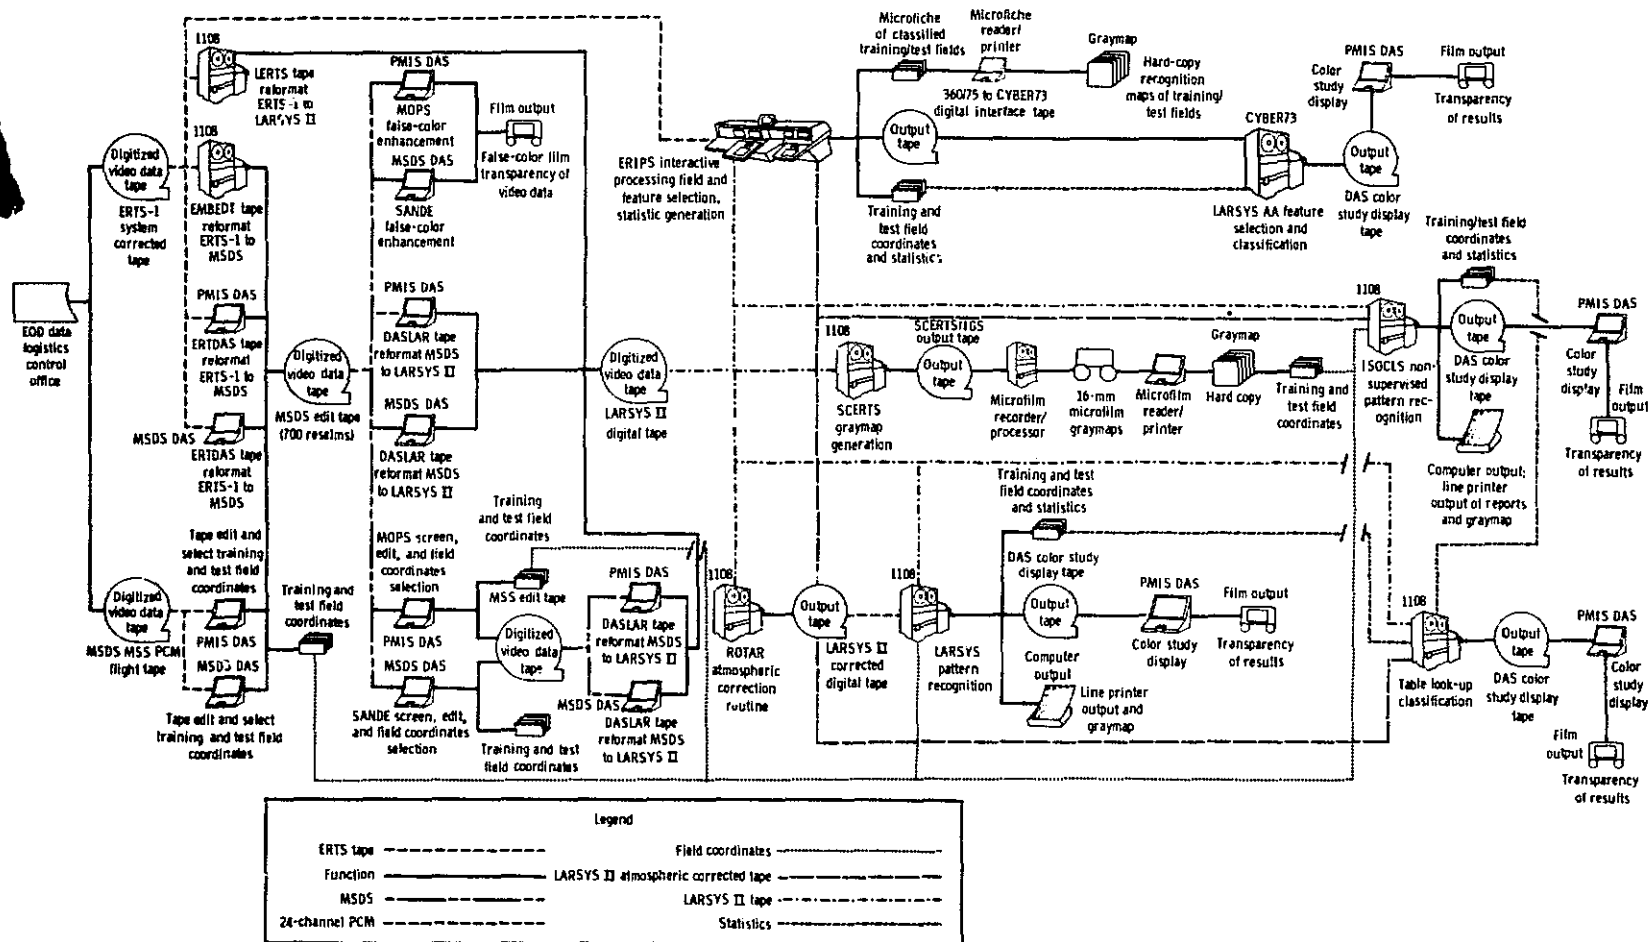 1108
LERTS tape
reformat
ERTS-1 to
LARSYS II
1108
Digitized
video data
tape
ERTS-1
system
corrected
tape
EMBEDT tape
reformat
ERTS-1 to
MSDS
EOD data
logistics
control
office
PMIS DAS
ERTDAS tape
reformat
ERTS-1 to
MSDS
MSDS DAS
ERTDAS tape
reformat
ERTS-1 to
MSDS
Digitized
video data
tape
MSDS edit tape
(700 reselms)
Tape edit and
select training
and test field
coordinates
Digitized
video data
tape
MSDS MSS PCM
flight tape
PMIS DAS
MSDS DAS
Tape edit and select
training and test field
coordinates
Training and
test field
coordinates
PMIS DAS
MOPS
false-color
enhancement
MSDS DAS
SANDE
false-color
enhancement
Film output
False-color film
transparency of
video data
PMIS DAS
DASLAR tape
reformat MSDS
to LARSYS II
MSDS DAS
DASLAR tape
reformat MSDS
to LARSYS II
Digitized
video data
tape
LARSYS II
digital tape
MOPS screen,
edit, and field
coordinates
selection
PMIS DAS
MSDS DAS
SANDE screen, edit,
and field coordinates
selection
Training
and test field
coordinates
MSS edit tape
Digitized
video data
tape
Training and test
field coordinates
PMIS DAS
DASLAR tape
reformat MSDS
to LARSYS II
MSDS DAS
DASLAR tape
reformat MSDS
to LARSYS II
ERIPS interactive
processing field and
feature selection,
statistic generation
Microfiche
of classified
training/test fields
Microfiche
reader/
printer
Graymap
Hard-copy
recognition
maps of training/
test fields
360/75 to CYBER73
digital interface tape
Output
tape
Training and
test field
coordinates
and statistics
CYBER73
LARSYS AA feature
selection and
classification
Output
tape
DAS color
study display
tape
PMIS DAS
Color
study
display
Film output
Transparency
of results
1108
SCERTS
graymap
generation
SCERTS/IGS
output tape
Output
tape
Microfilm
recorder/
processor
16-mm
microfilm
graymaps
Microfilm
reader/
printer
Graymap
Hard copy
Training and
test field
coordinates
1108
ISOCLS non-
supervised
pattern rec-
ognition
Training/test field
coordinates
and statistics
Output
tape
DAS color
study display
tape
Computer output;
line printer
output of reports
and graymap
PMIS DAS
Color
study
display
Film
output
Transparency
of results
1108
ROTAR
atmospheric
correction
routine
Output
tape
LARSYS II
corrected
digital tape
1108
LARSYS
pattern
recognition
Training and test
field coordinates
and statistics
DAS color study
display tape
Output
tape
Computer
output
Line printer
output and
graymap
PMIS DAS
Color study
display
Film output
Transparency
of results
1108
Table look-up
classification
Output
tape
DAS color
study display
tape
PMIS DAS
Color
study
display
Film
output
Transparency
of results
Legend
ERTS tape
Function
MSDS
24-channel PCM
Field coordinates
LARSYS II atmospheric corrected tape
LARSYS II tape
Statistics